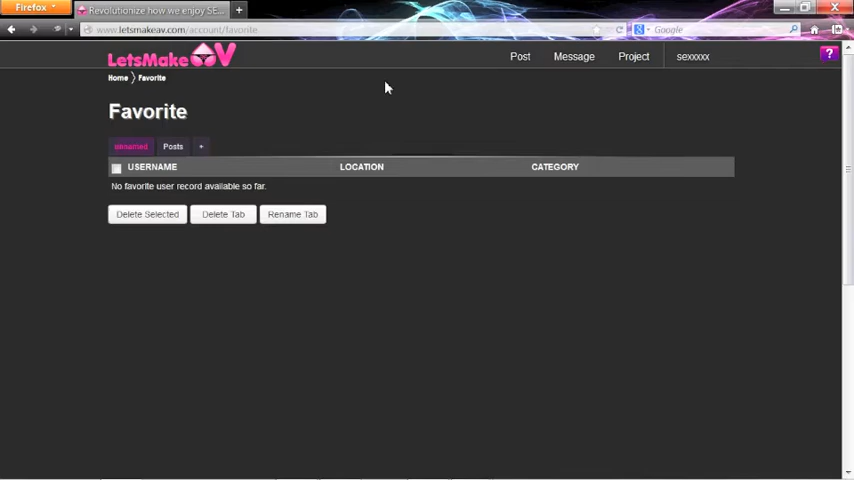 Firefox
Revolutionize how we enjoy SE...
www.letsmakeav.com/account/favorite
Google
LetsMake V
Post
Message
Project
sexxxxx
?
Home Favorite
Favorite
unnamed
Posts
+
USERNAME
LOCATION
CATEGORY
No favorite user record available so far.
Delete Selected
Delete Tab
Rename Tab